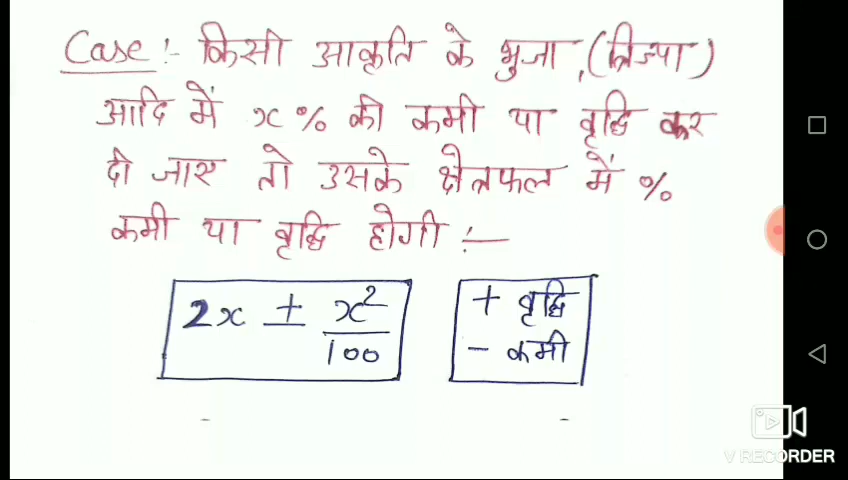 Case :- किसी आकृति के भुजा, (त्रिज्या)
आदि में x% की कमी या वृद्धि कर
दी जाए तो उसके क्षेत्रफल में %
कमी या वृद्धि होगी :—
2x ± x²/100
+ वृद्धि
- कमी
V RECORDER